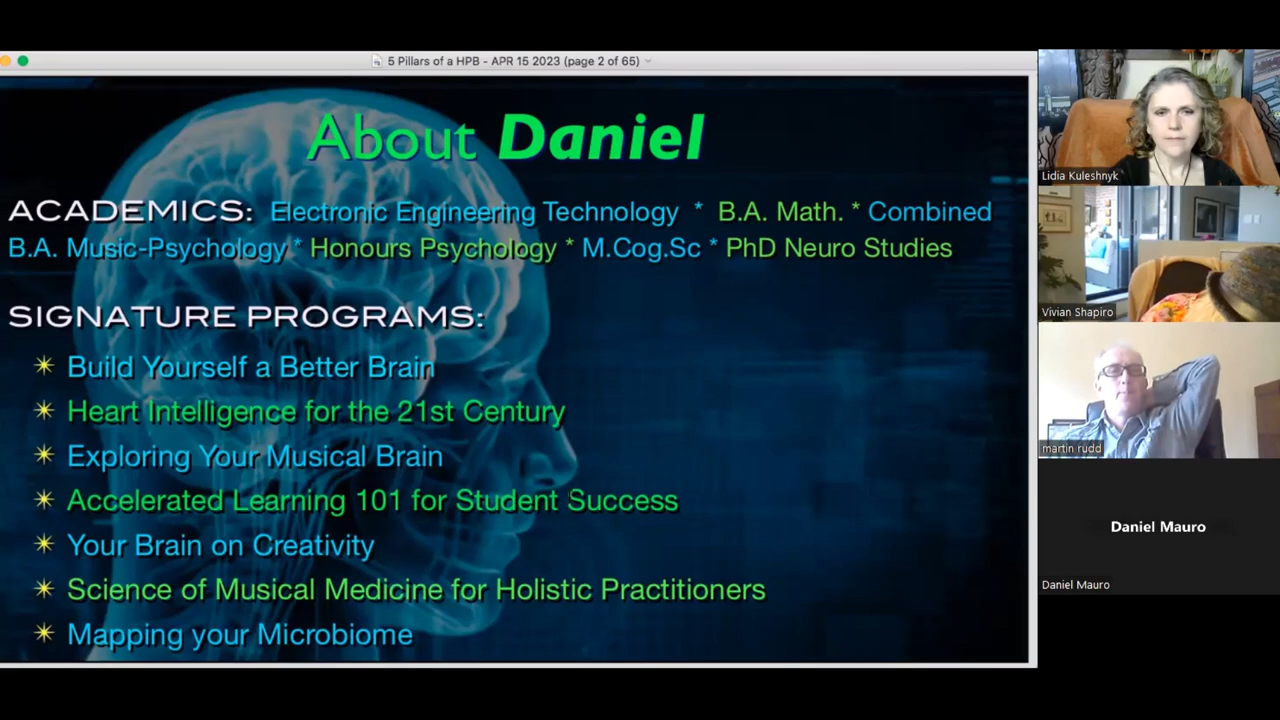 5 Pillars of a HPB - APR 15 2023 (page 2 of 65)
About Daniel
ACADEMICS: Electronic Engineering Technology * B.A. Math. * Combined
B.A. Music-Psychology * Honours Psychology * M.Cog.Sc * PhD Neuro Studies
SIGNATURE PROGRAMS:
Build Yourself a Better Brain
Heart Intelligence for the 21st Century
Exploring Your Musical Brain
Accelerated Learning 101 for Student Success
Your Brain on Creativity
Science of Musical Medicine for Holistic Practitioners
Mapping your Microbiome
Lidia Kuleshnyk
Vivian Shapiro
martin rudd
Daniel Mauro
Daniel Mauro